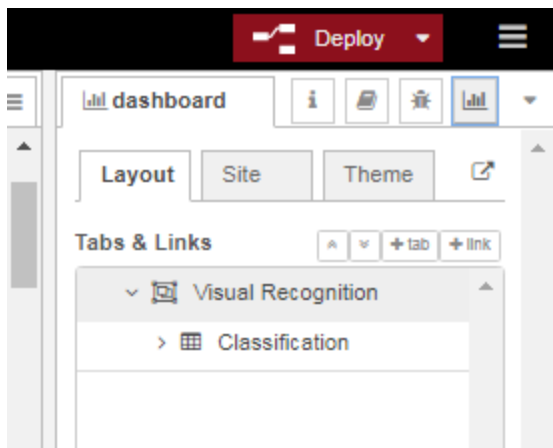 Deploy
dashboard
i
Layout Site Theme
Tabs & Links
+ tab + link
Visual Recognition
Classification